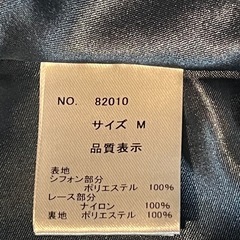 NO. 82010
サイズ M
品質表示
表地
シフォン部分
ポリエステル 100%
レース部分
ナイロン 100%
裏地 ポリエステル 100%